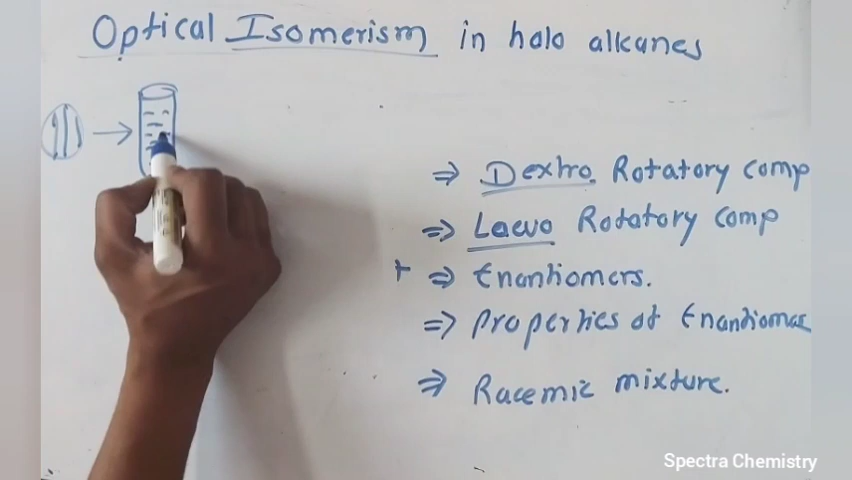 Optical Isomerism in halo alkanes
⇒ Dextro Rotatory comp
⇒ Laevo Rotatory comp
+ ⇒ Enantiomers.
⇒ Properties of Enantiomers
⇒ Racemic mixture.
Spectra Chemistry